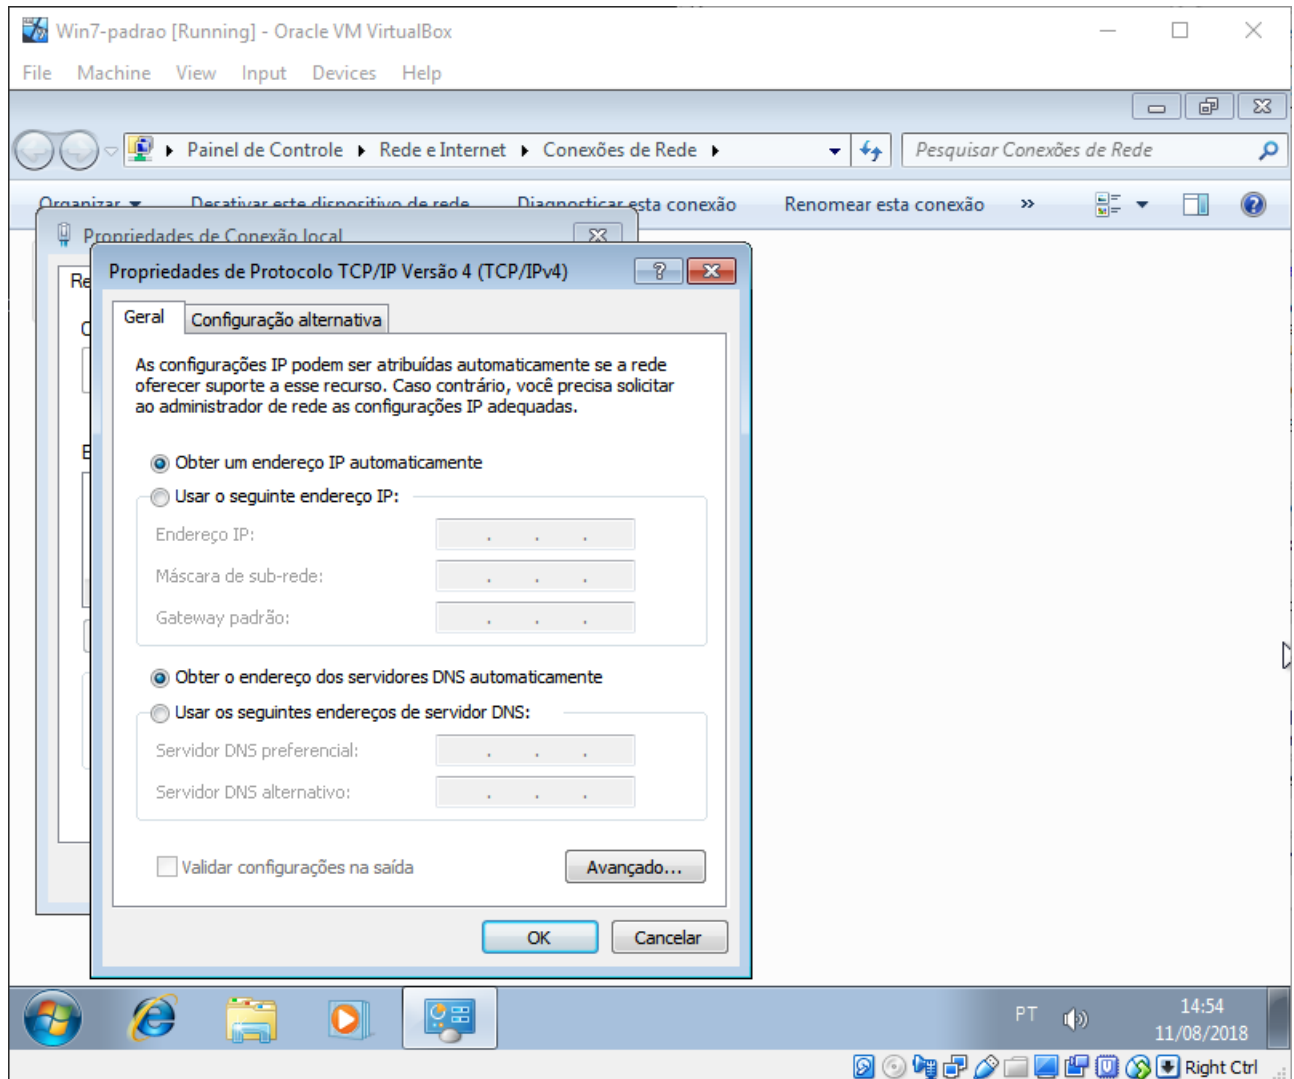 Win7-padrao [Running] - Oracle VM VirtualBox
File Machine View Input Devices Help
Painel de Controle Rede e Internet Conexões de Rede
Pesquisar Conexões de Rede
Organizar Desativar este dispositivo de rede Diagnosticar esta conexão Renomear esta conexão »
Propriedades de Conexão local
Propriedades de Protocolo TCP/IP Versão 4 (TCP/IPv4)
Geral Configuração alternativa
As configurações IP podem ser atribuídas automaticamente se a rede
oferecer suporte a esse recurso. Caso contrário, você precisa solicitar
ao administrador de rede as configurações IP adequadas.
Obter um endereço IP automaticamente
Usar o seguinte endereço IP:
Endereço IP: . . .
Máscara de sub-rede: . . .
Gateway padrão: . . .
Obter o endereço dos servidores DNS automaticamente
Usar os seguintes endereços de servidor DNS:
Servidor DNS preferencial: . . .
Servidor DNS alternativo: . . .
Validar configurações na saída
Avançado...
OK Cancelar
PT
14:54
11/08/2018
Right Ctrl